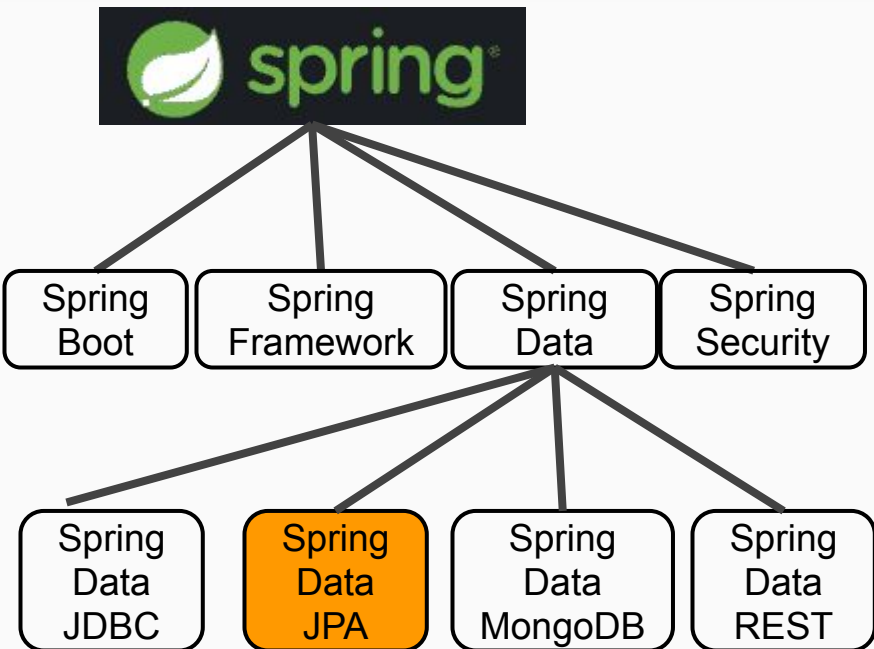 spring®
Spring
Boot
Spring
Framework
Spring
Data
Spring
Security
Spring
Data
JDBC
Spring
Data
JPA
Spring
Data
MongoDB
Spring
Data
REST